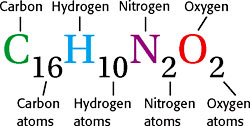 Carbon Hydrogen Nitrogen Oxygen
C16H10N2O2
Carbon Hydrogen Nitrogen Oxygen
atoms atoms atoms atoms